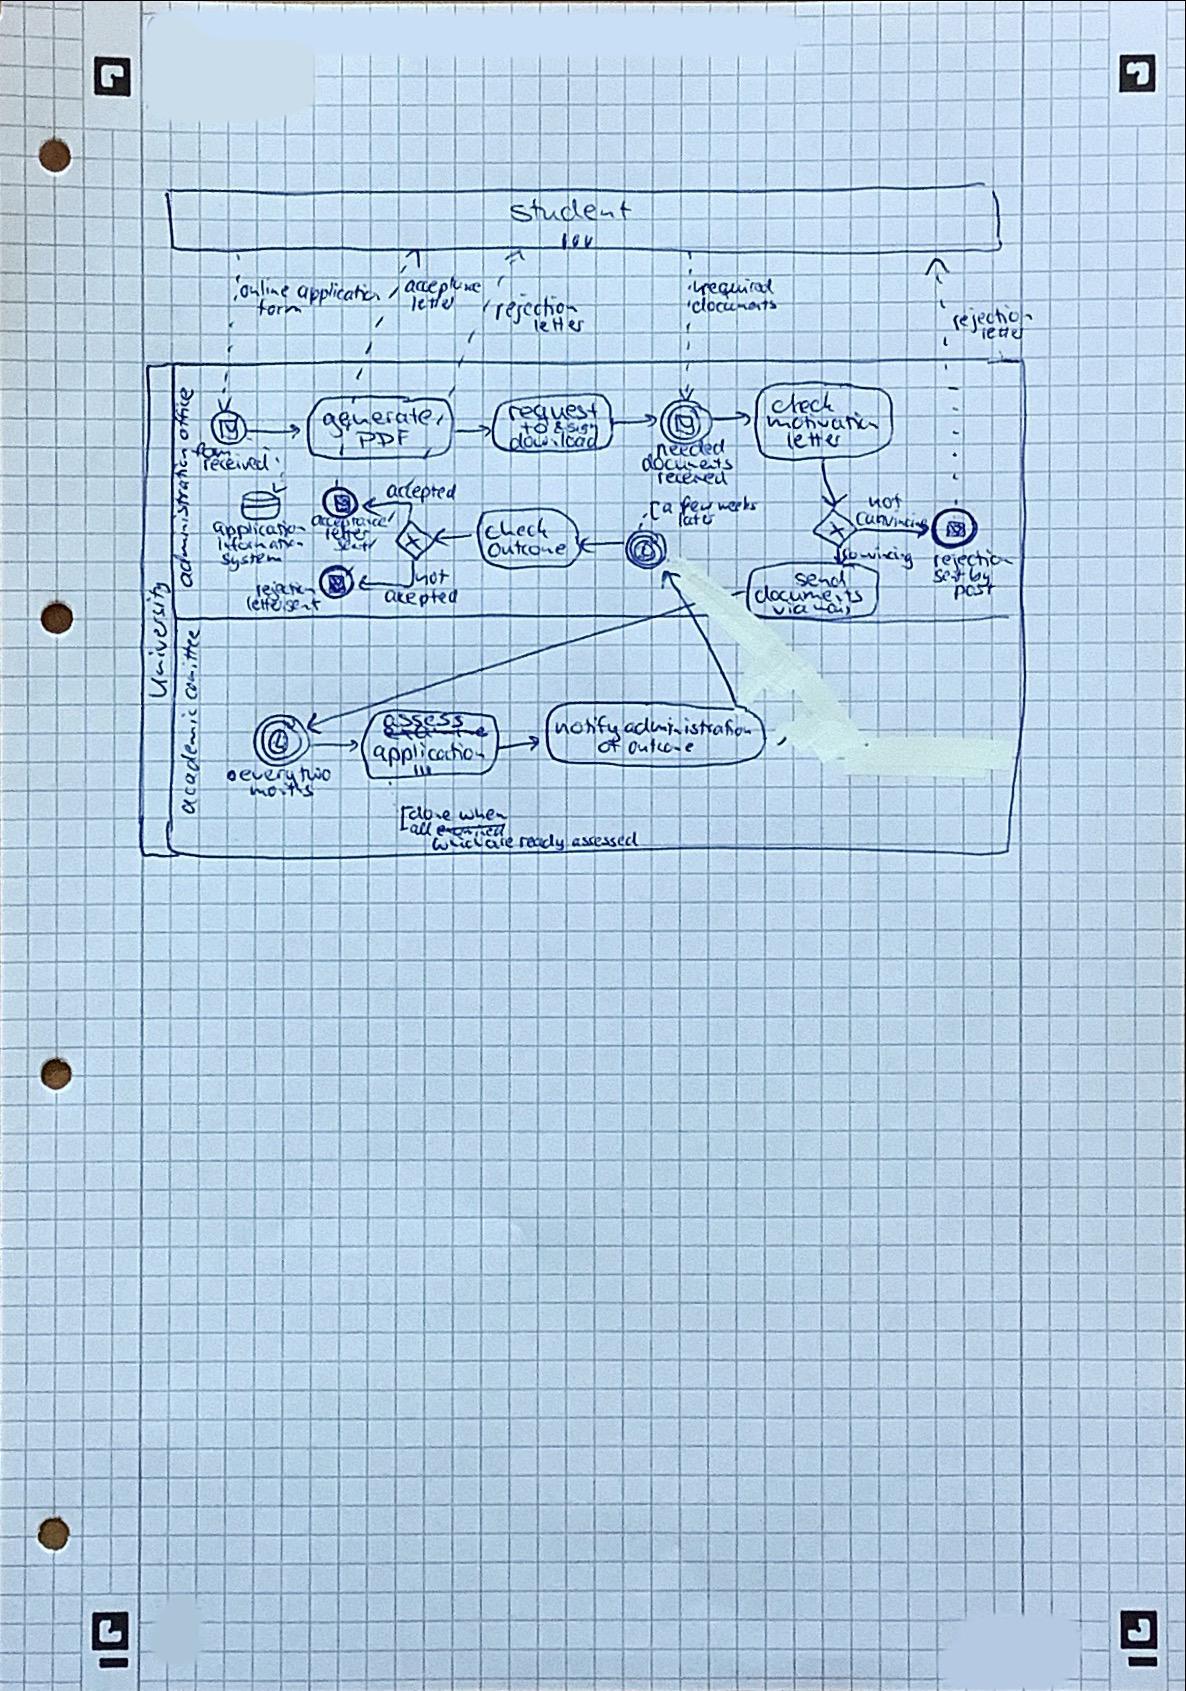 student
online application
form
acceptance
letter
rejection
letter
required
documents
rejection
letter
University
administration office
form
received
generate
PDF
request
to & sign
download
needed
documents
received
check
motivation
letter
application
Information
System
acceptance
letter
sent
accepted
check
outcome
a few weeks
later
not
convincing
convincing
rejection
sent by
post
rejection
letter sent
not
acepted
send
documents
via
academic comittee
every two
months
assess
application
notify administration
of outcome
done when
all
which are ready assessed